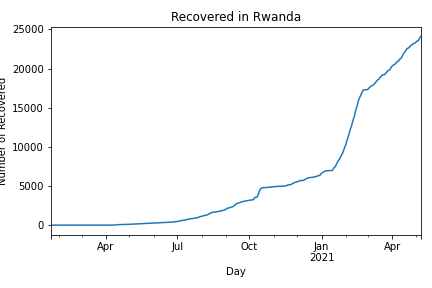 Recovered in Rwanda
Number of Recovered
25000
20000
15000
10000
5000
0
Apr
Jul
Oct
Jan
2021
Apr
Day